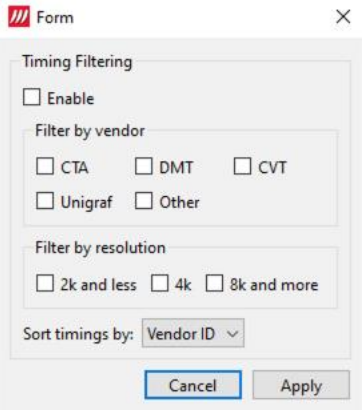 Form
Timing Filtering
Enable
Filter by vendor
CTA DMT CVT
Unigraf Other
Filter by resolution
2k and less 4k 8k and more
Sort timings by: Vendor ID
Cancel Apply